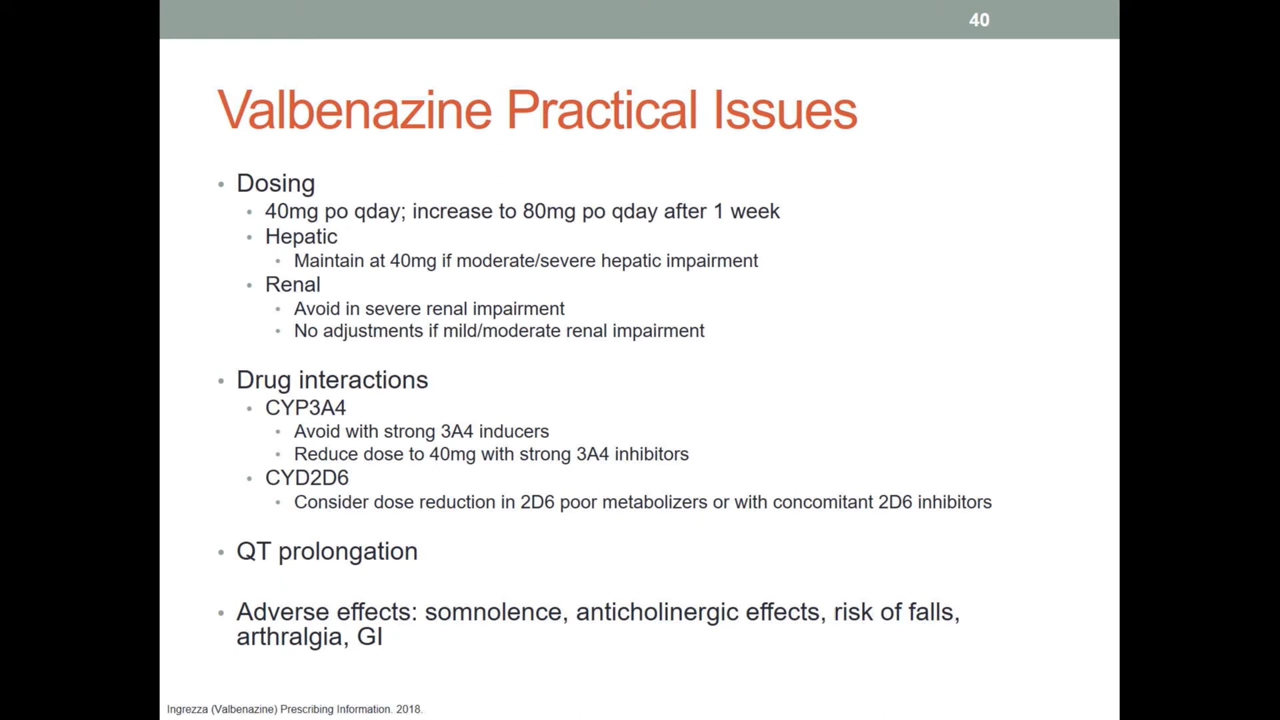 40
Valbenazine Practical Issues
• Dosing
• 40mg po qday; increase to 80mg po qday after 1 week
• Hepatic
• Maintain at 40mg if moderate/severe hepatic impairment
• Renal
• Avoid in severe renal impairment
• No adjustments if mild/moderate renal impairment
• Drug interactions
• CYP3A4
• Avoid with strong 3A4 inducers
• Reduce dose to 40mg with strong 3A4 inhibitors
• CYD2D6
• Consider dose reduction in 2D6 poor metabolizers or with concomitant 2D6 inhibitors
• QT prolongation
• Adverse effects: somnolence, anticholinergic effects, risk of falls,
arthralgia, GI
Ingrezza (Valbenazine) Prescribing Information. 2018.